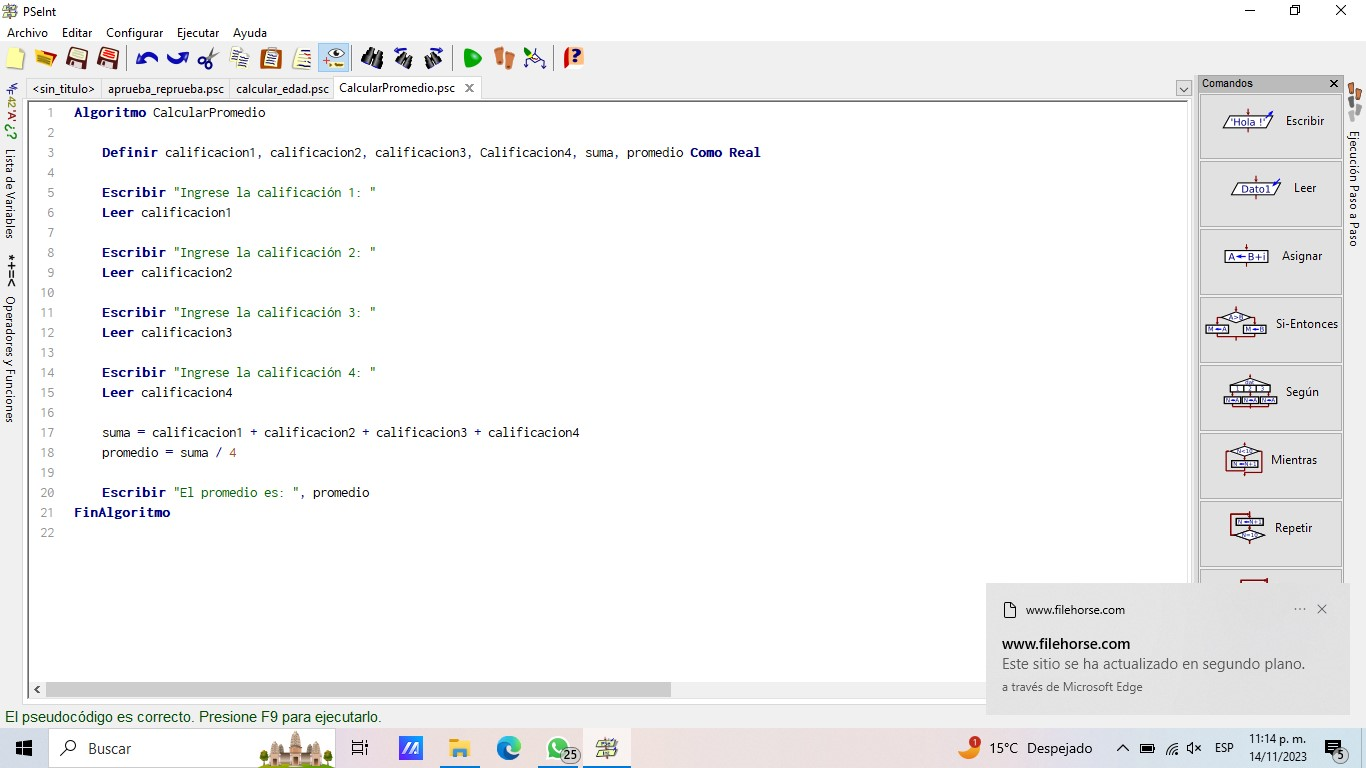 PSeInt
Archivo Editar Configurar Ejecutar Ayuda
<sin_titulo> aprueba_reprueba.psc calcular_edad.psc CalcularPromedio.psc
Comandos
1 Algoritmo CalcularPromedio
2
3 Definir calificacion1, calificacion2, calificacion3, Calificacion4, suma, promedio Como Real
4
5 Escribir "Ingrese la calificación 1: "
6 Leer calificacion1
7
8 Escribir "Ingrese la calificación 2: "
9 Leer calificacion2
10
11 Escribir "Ingrese la calificación 3: "
12 Leer calificacion3
13
14 Escribir "Ingrese la calificación 4: "
15 Leer calificacion4
16
17 suma = calificacion1 + calificacion2 + calificacion3 + calificacion4
18 promedio = suma / 4
19
20 Escribir "El promedio es: ", promedio
21 FinAlgoritmo
22
42 'A' ¿? Lista de Variables
*+=< Operadores y Funciones
'Hola !' Escribir
Dato1 Leer
A←B+i Asignar
A>B M←A M←B Si-Entonces
Según
Mientras
Repetir
Ejecución Paso a Paso
www.filehorse.com
www.filehorse.com
Este sitio se ha actualizado en segundo plano.
a través de Microsoft Edge
El pseudocódigo es correcto. Presione F9 para ejecutarlo.
Buscar
25
1
15°C Despejado
ESP
11:14 p. m.
14/11/2023
5